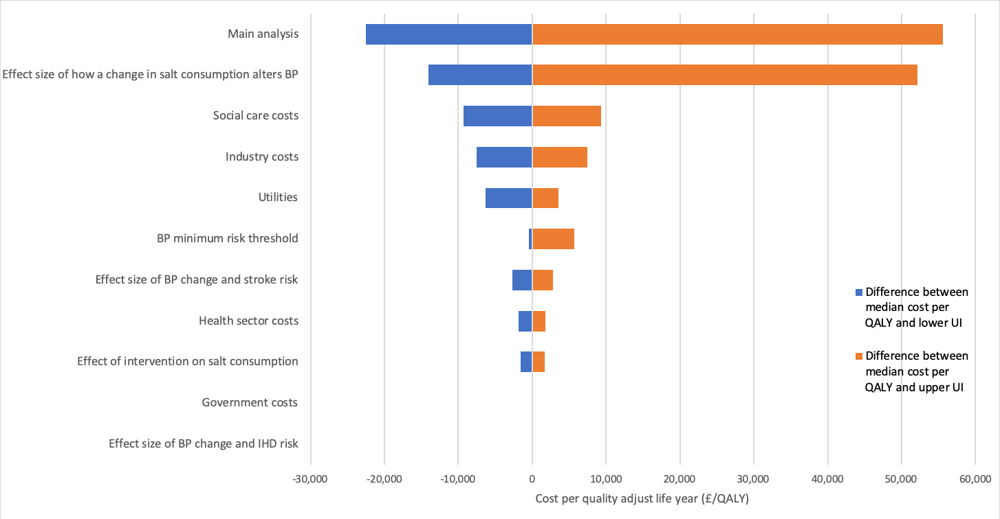 Main analysis
Effect size of how a change in salt consumption alters BP
Social care costs
Industry costs
Utilities
BP minimum risk threshold
Effect size of BP change and stroke risk
Health sector costs
Effect of intervention on salt consumption
Government costs
Effect size of BP change and IHD risk
Difference between
median cost per
QALY and lower UI
Difference between
median cost per
QALY and upper UI
-30,000 -20,000 -10,000 0 10,000 20,000 30,000 40,000 50,000 60,000
Cost per quality adjust life year (£/QALY)